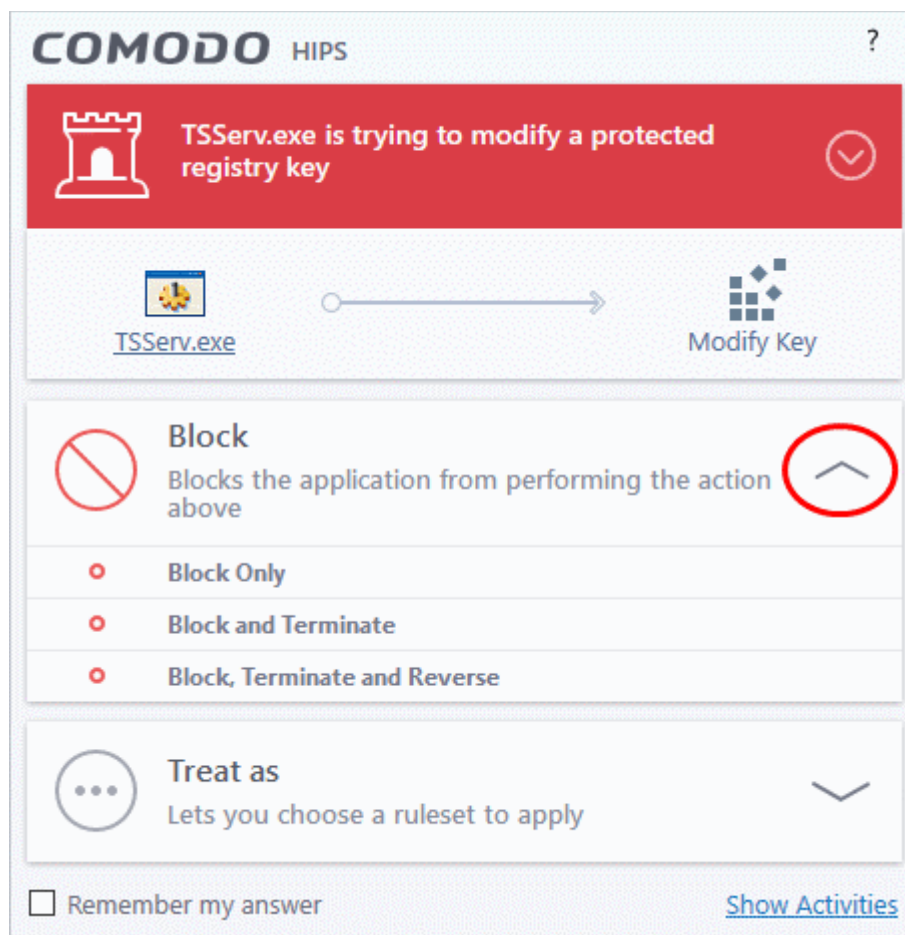 COMODO HIPS ?
TSServ.exe is trying to modify a protected
registry key
TSServ.exe
Modify Key
Block
Blocks the application from performing the action
above
Block Only
Block and Terminate
Block, Terminate and Reverse
Treat as
Lets you choose a ruleset to apply
Remember my answer
Show Activities